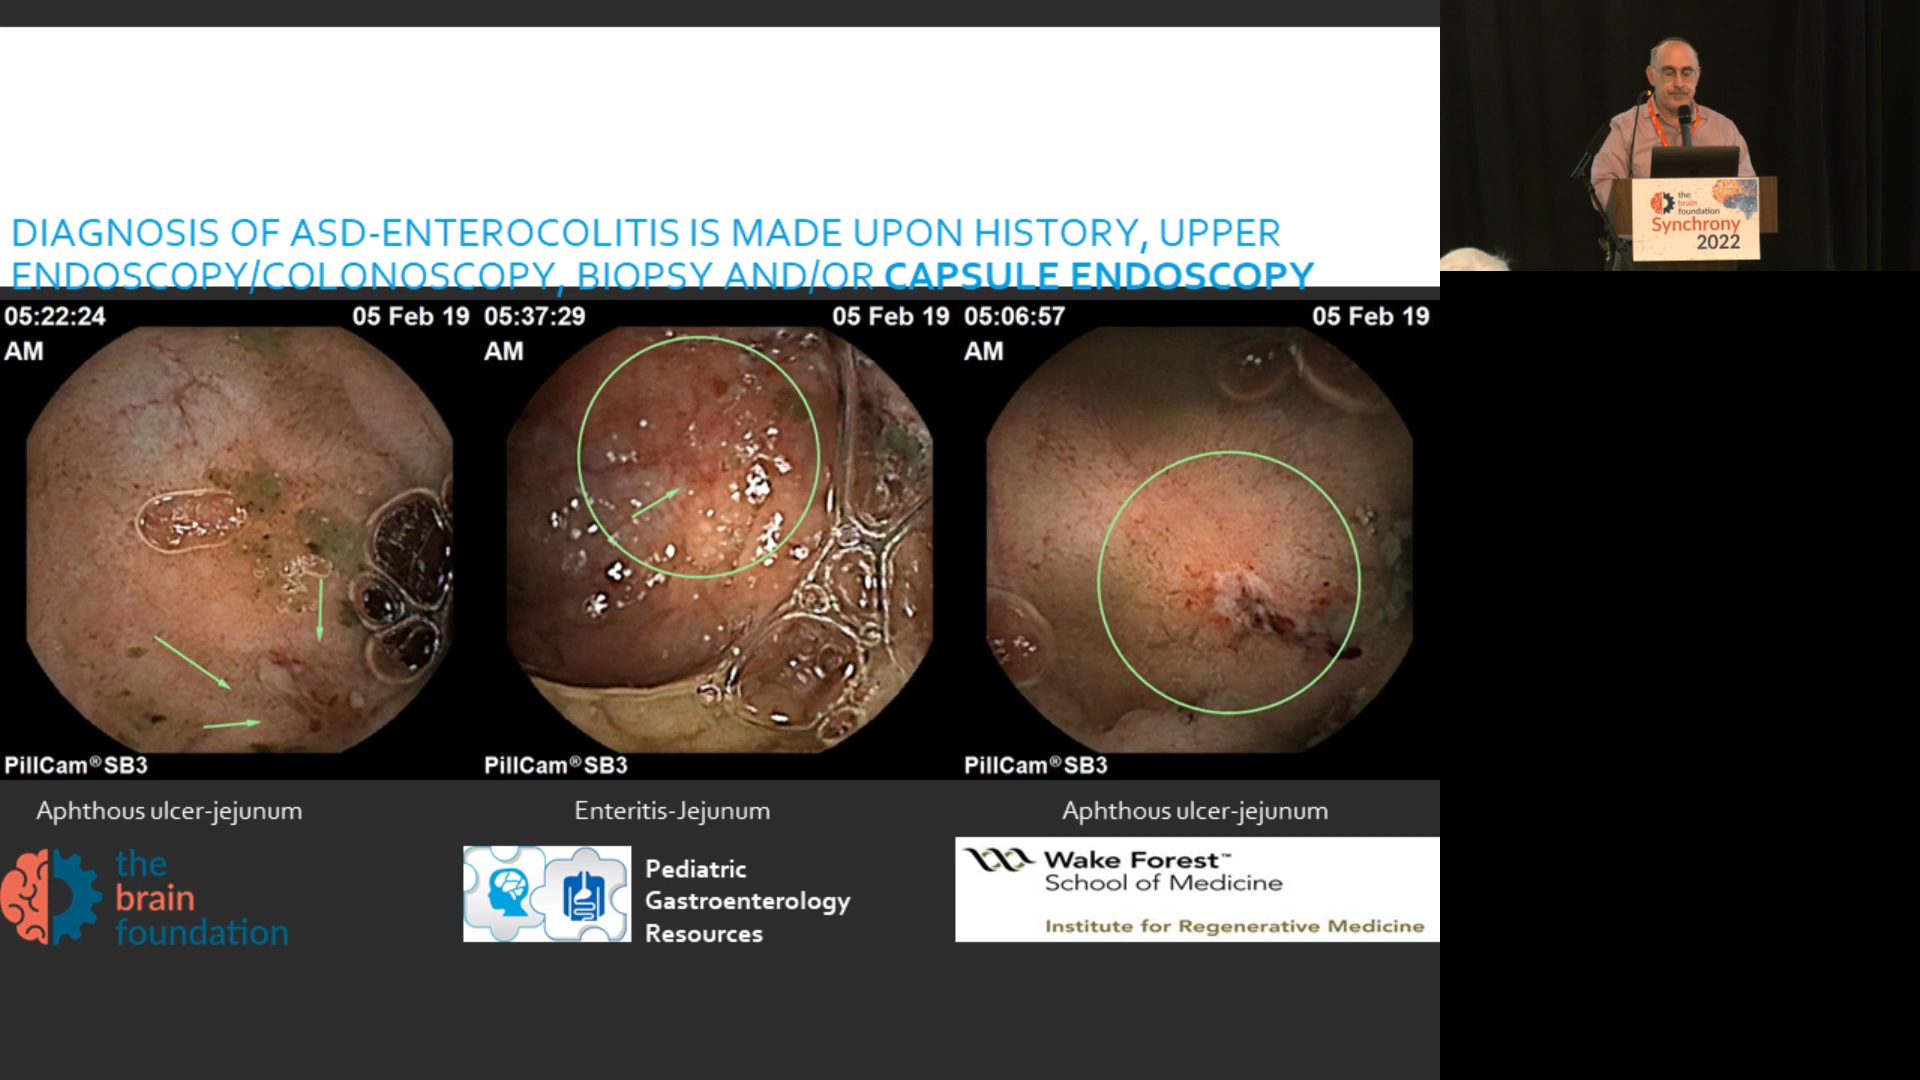 DIAGNOSIS OF ASD-ENTEROCOLITIS IS MADE UPON HISTORY, UPPER
ENDOSCOPY/COLONOSCOPY, BIOPSY AND/OR CAPSULE ENDOSCOPY
05:22:24
AM
05 Feb 19
PillCam®SB3
Aphthous ulcer-jejunum
05:37:29
AM
05 Feb 19
PillCam®SB3
Enteritis-Jejunum
05:06:57
AM
05 Feb 19
PillCam®SB3
Aphthous ulcer-jejunum
the
brain
foundation
Pediatric
Gastroenterology
Resources
Wake Forest™
School of Medicine
Institute for Regenerative Medicine
the
brain
foundation
Synchrony
2022